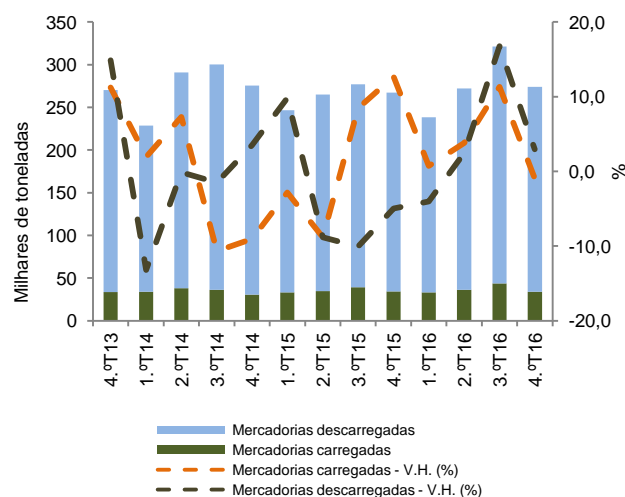 Milhares de toneladas
350
300
250
200
150
100
50
0
20,0
10,0
0,0
-10,0
-20,0
%
4.ºT13
1.ºT14
2.ºT14
3.ºT14
4.ºT14
1.ºT15
2.ºT15
3.ºT15
4.ºT15
1.ºT16
2.ºT16
3.ºT16
4.ºT16
Mercadorias descarregadas
Mercadorias carregadas
Mercadorias carregadas - V.H. (%)
Mercadorias descarregadas - V.H. (%)